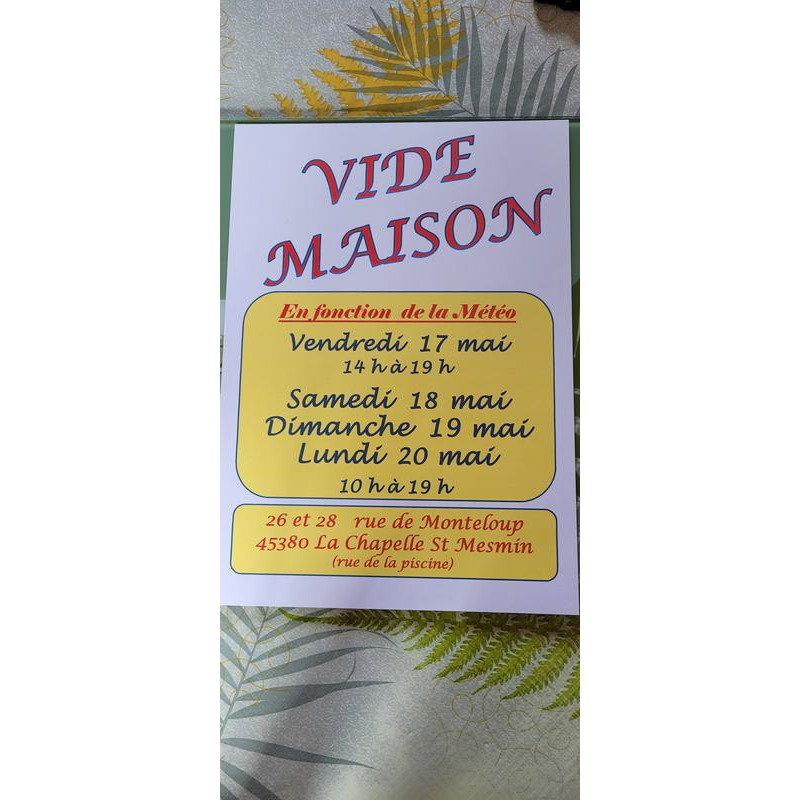 VIDE
MAISON
En fonction de la Météo
Vendredi 17 mai
14 h à 19 h
Samedi 18 mai
Dimanche 19 mai
Lundi 20 mai
10 h à 19 h
26 et 28 rue de Monteloup
45380 La Chapelle St Mesmin
(rue de la piscine)